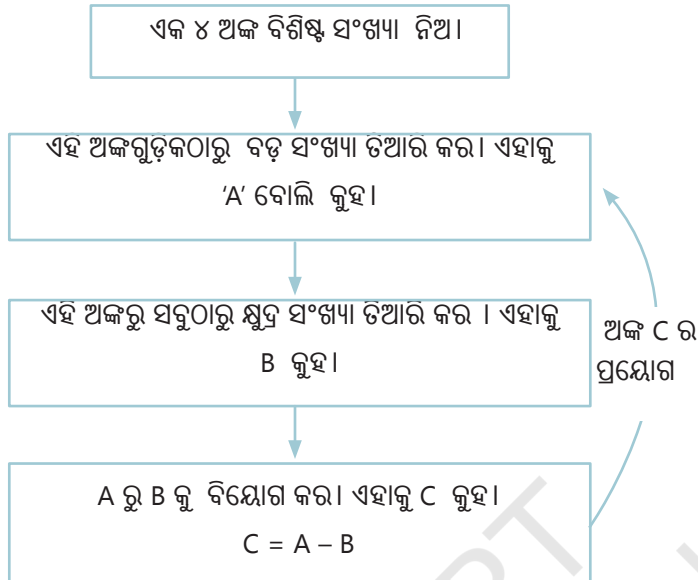 ଏକ ୪ ଅଙ୍କ ବିଶିଷ୍ଟ ସଂଖ୍ୟା ନିଅ।
ଏହି ଅଙ୍କଗୁଡ଼ିକଠାରୁ ବଡ଼ ସଂଖ୍ୟା ତିଆରି କର। ଏହାକୁ
'A' ବୋଲି କୁହ।
ଏହି ଅଙ୍କରୁ ସବୁଠାରୁ କ୍ଷୁଦ୍ର ସଂଖ୍ୟା ତିଆରି କର । ଏହାକୁ
B କୁହ।
ଅଙ୍କ C ର
ପ୍ରୟୋଗ
A ରୁ B କୁ ବିୟୋଗ କର। ଏହାକୁ C କୁହ।
C = A – B